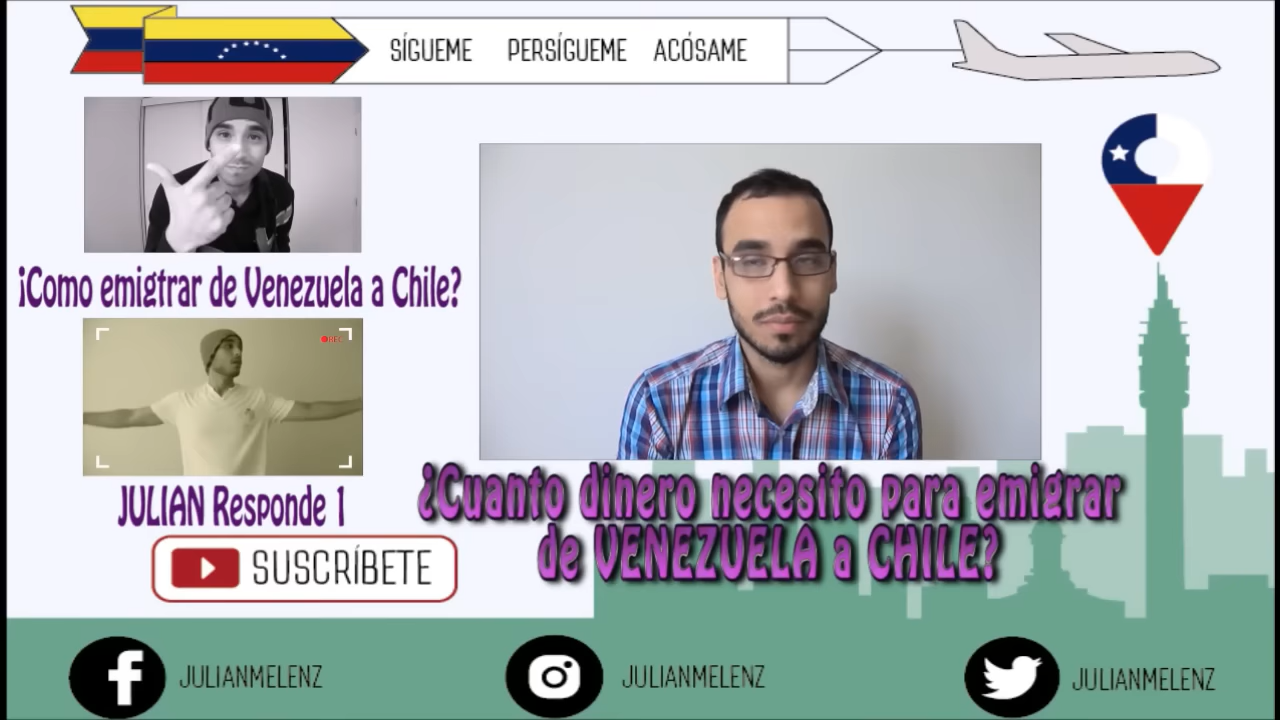 SÍGUEME PERSÍGUEME ACÓSAME
¡Como emigtrar de Venezuela a Chile?
REC
JULIAN Responde 1
SUSCRÍBETE
¿Cuanto dinero necesito para emigrar
de VENEZUELA a CHILE?
JULIANMELENZ
JULIANMELENZ
JULIANMELENZ